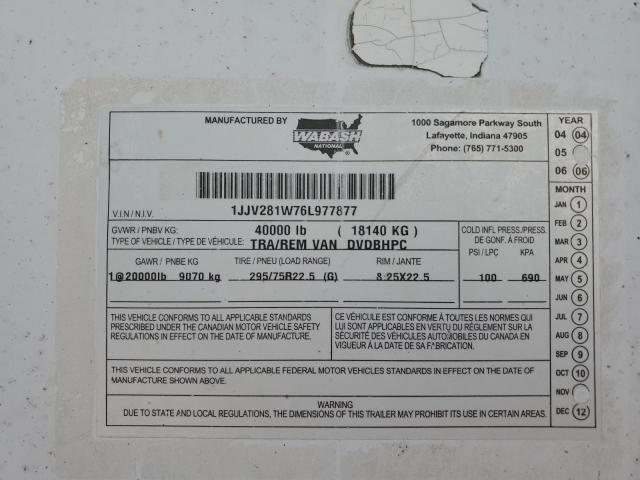 MANUFACTURED BY
WABASH
NATIONAL ®
1000 Sagamore Parkway South
Lafayette, Indiana 47905
Phone: (765) 771-5300
V.I.N./N.I.V. 1JJV281W76L977877
GVWR / PNBV KG: 40000 lb ( 18140 KG )
TYPE OF VEHICLE / TYPE DE VÉHICULE: TRA/REM VAN DVDBHPC
COLD INFL PRESS./PRESS.
DE GONF. À FROID
GAWR / PNBE KG TIRE / PNEU (LOAD RANGE) RIM / JANTE PSI / LPC KPA
1@20000lb 9070 kg 295/75R22.5 (G) 8.25X22.5 100 690
THIS VEHICLE CONFORMS TO ALL APPLICABLE STANDARDS
PRESCRIBED UNDER THE CANADIAN MOTOR VEHICLE SAFETY
REGULATIONS IN EFFECT ON THE DATE OF MANUFACTURE.
CE VÉHICULE EST CONFORME À TOUTES LES NORMES QUI
LUI SONT APPLICABLES EN VERTU DU RÈGLEMENT SUR LA
SÉCURITÉ DES VÉHICULES AUTOMOBILES DU CANADA EN
VIGUEUR À LA DATE DE SA FABRICATION.
THIS VEHICLE CONFORMS TO ALL APPLICABLE FEDERAL MOTOR VEHICLES STANDARDS IN EFFECT ON THE DATE OF
MANUFACTURE SHOWN ABOVE.
WARNING
DUE TO STATE AND LOCAL REGULATIONS, THE DIMENSIONS OF THIS TRAILER MAY PROHIBIT ITS USE IN CERTAIN AREAS.
YEAR
04 04
05
06 06
MONTH
JAN 1
FEB 2
MAR 3
APR 4
MAY 5
JUN 6
JUL 7
AUG 8
SEP 9
OCT 10
NOV
DEC 12